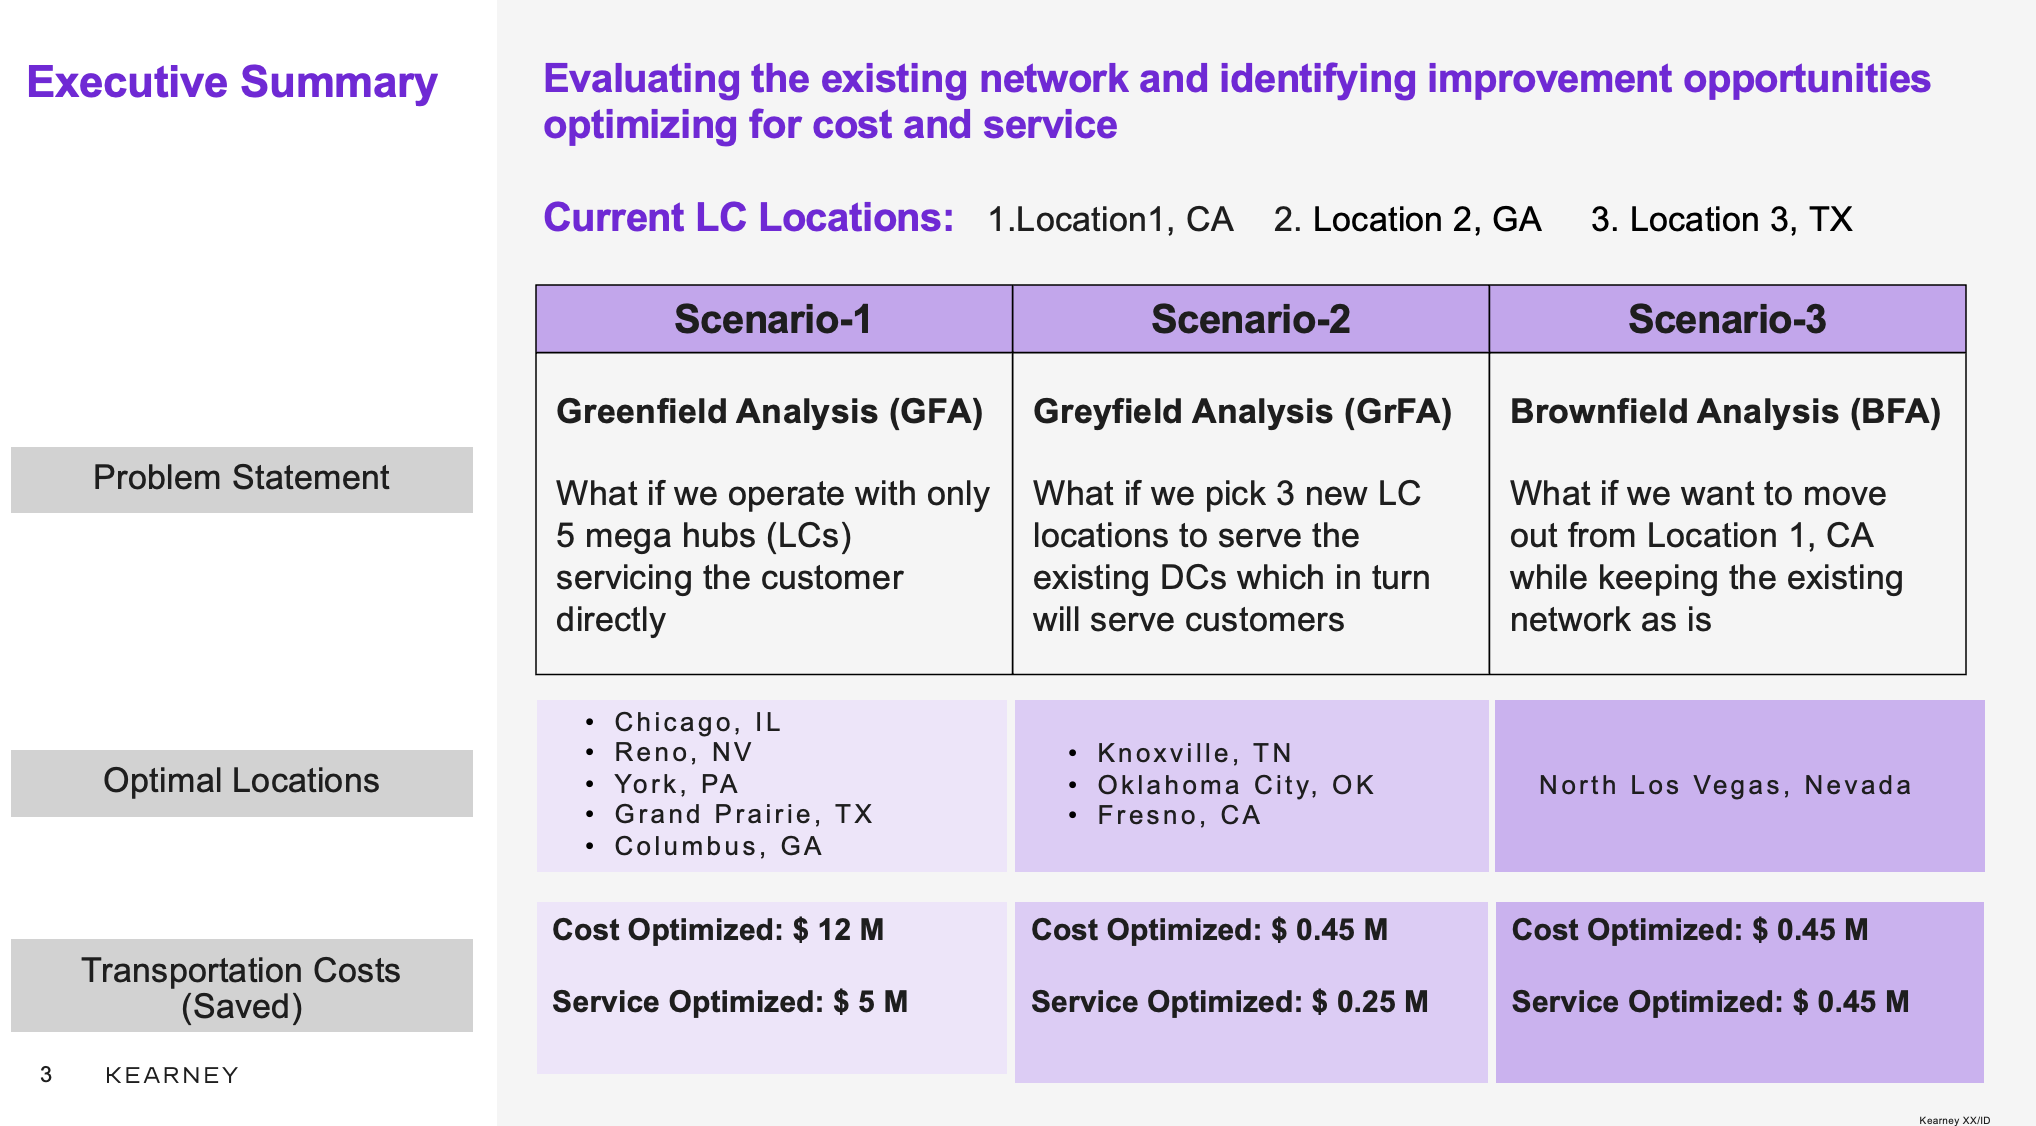 Executive Summary
Evaluating the existing network and identifying improvement opportunities
optimizing for cost and service
Current LC Locations: 1.Location1, CA 2. Location 2, GA 3. Location 3, TX
Scenario-1
Scenario-2
Scenario-3
Problem Statement
Greenfield Analysis (GFA)
What if we operate with only
5 mega hubs (LCs)
servicing the customer
directly
Greyfield Analysis (GrFA)
What if we pick 3 new LC
locations to serve the
existing DCs which in turn
will serve customers
Brownfield Analysis (BFA)
What if we want to move
out from Location 1, CA
while keeping the existing
network as is
Optimal Locations
• Chicago, IL
• Reno, NV
• York, PA
• Grand Prairie, TX
• Columbus, GA
• Knoxville, TN
• Oklahoma City, OK
• Fresno, CA
North Los Vegas, Nevada
Transportation Costs
(Saved)
Cost Optimized: $ 12 M
Service Optimized: $ 5 M
Cost Optimized: $ 0.45 M
Service Optimized: $ 0.25 M
Cost Optimized: $ 0.45 M
Service Optimized: $ 0.45 M
3 KEARNEY
Kearney XX/ID